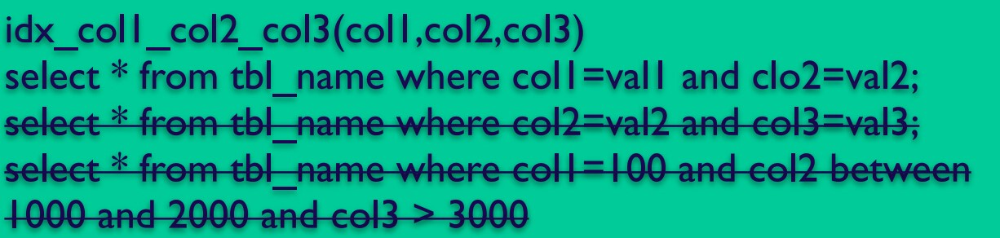 idx_col1_col2_col3(col1,col2,col3)
select * from tbl_name where col1=val1 and clo2=val2;
select * from tbl_name where col2=val2 and col3=val3;
select * from tbl_name where col1=100 and col2 between
1000 and 2000 and col3 > 3000